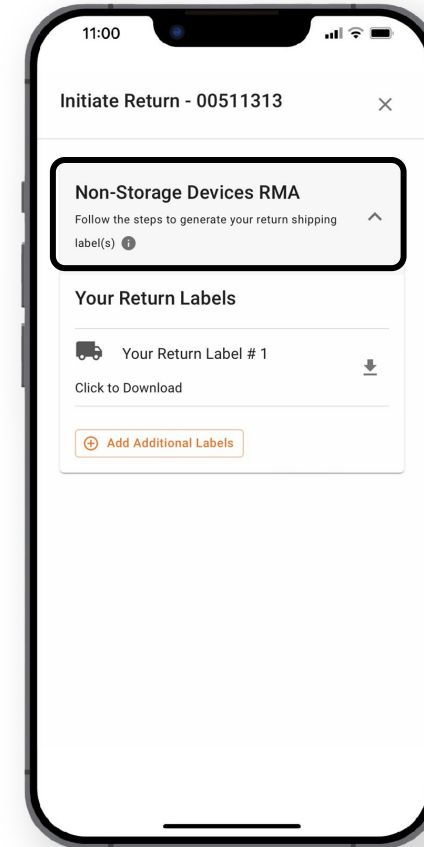 11:00
Initiate Return - 00511313
Non-Storage Devices RMA
Follow the steps to generate your return shipping
label(s)
Your Return Labels
Your Return Label # 1
Click to Download
Add Additional Labels